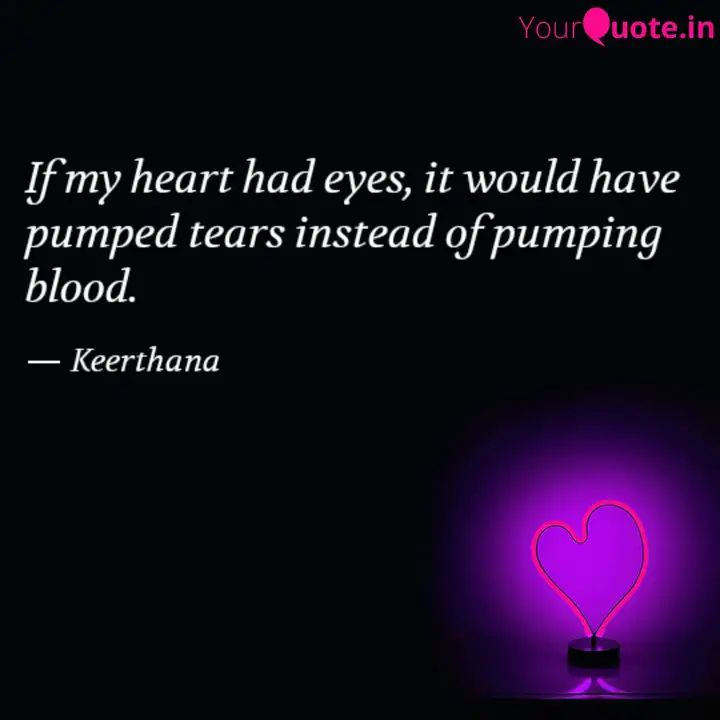 YourQuote.in
If my heart had eyes, it would have
pumped tears instead of pumping
blood.
— Keerthana